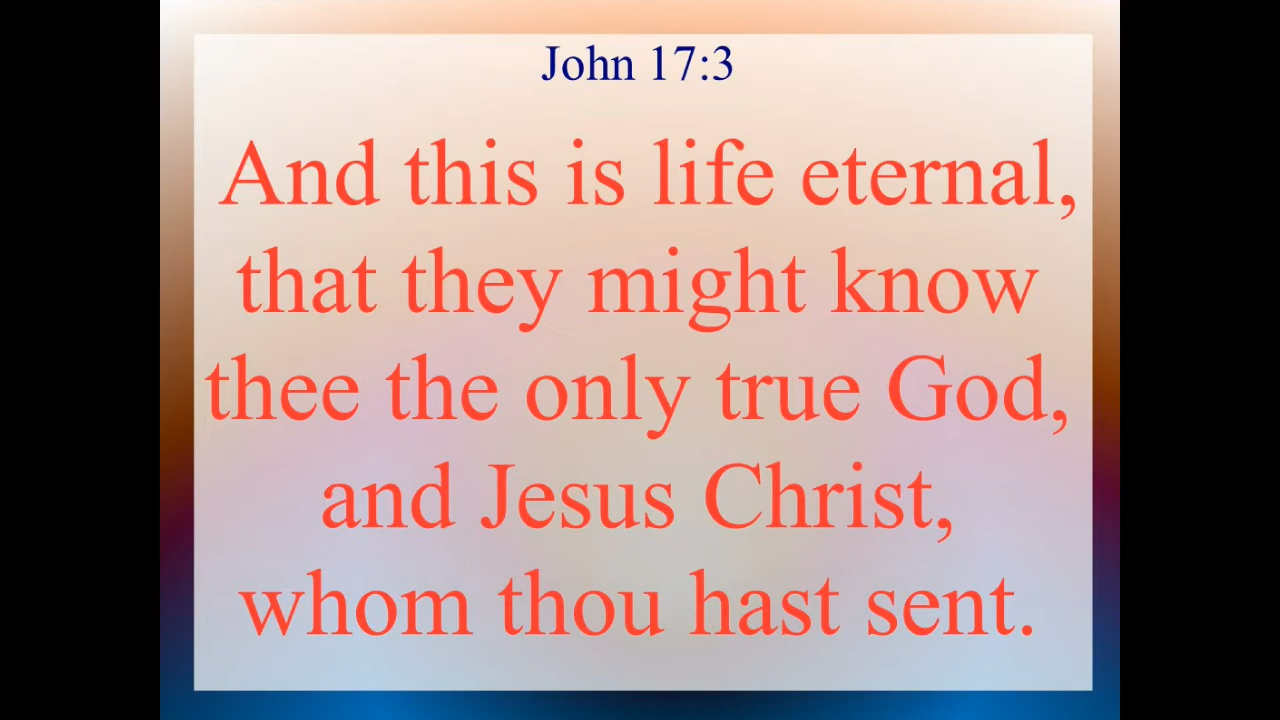 John 17:3
And this is life eternal,
that they might know
thee the only true God,
and Jesus Christ,
whom thou hast sent.